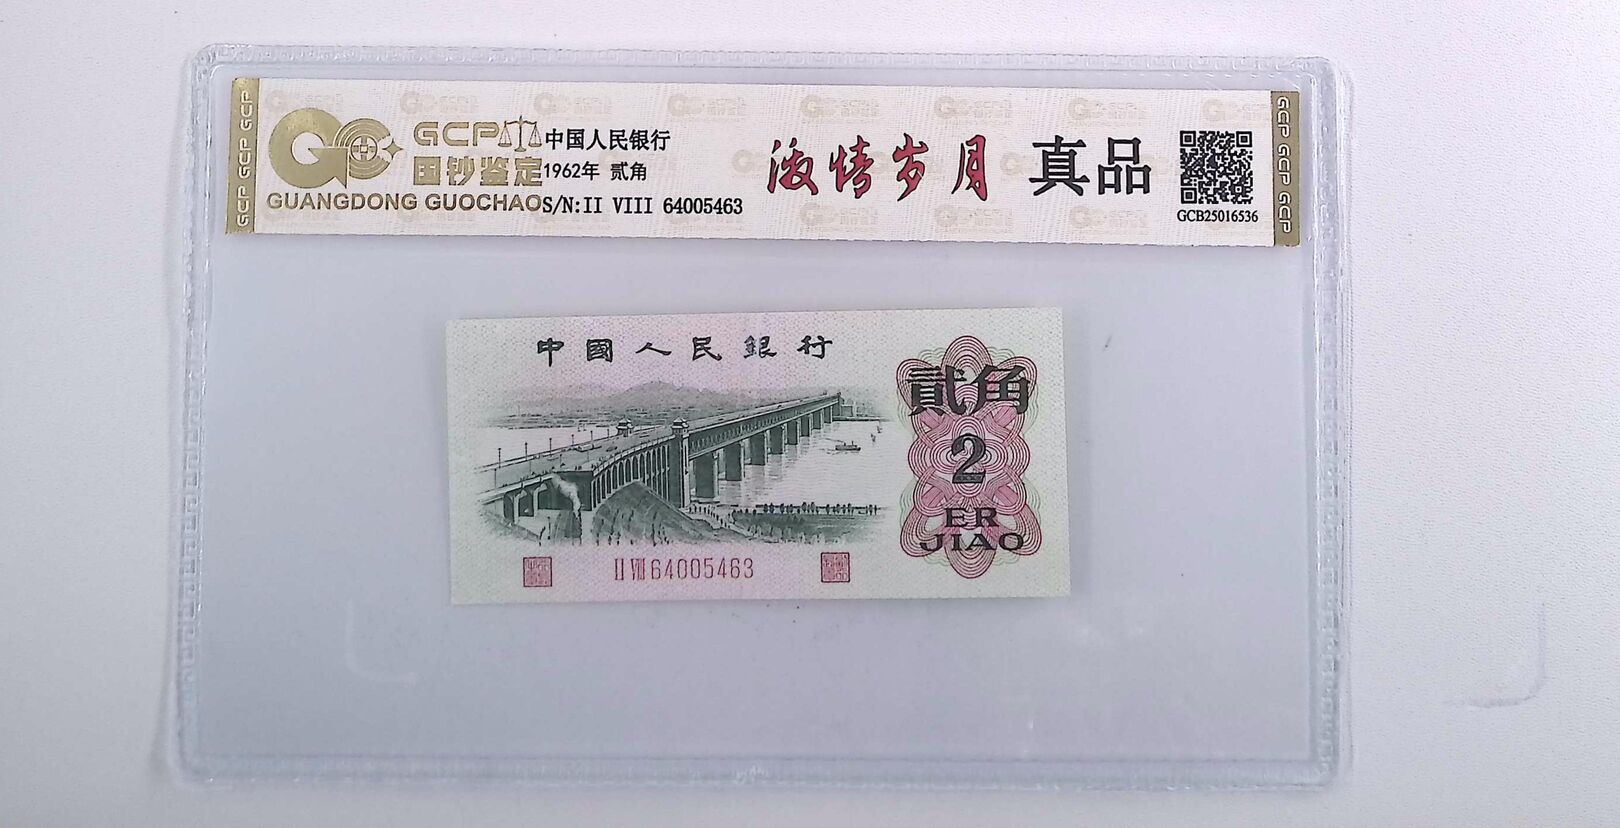 GCP
国钞鉴定
GUANGDONG GUOCHAO
中国人民银行
1962年 贰角
S/N:II VIII 64005463
激情岁月 真品
GCB25016536
GCP GCP GCP
GCP GCP GCP
中國人民銀行
貳角
2
ER
JIAO
II VIII 64005463